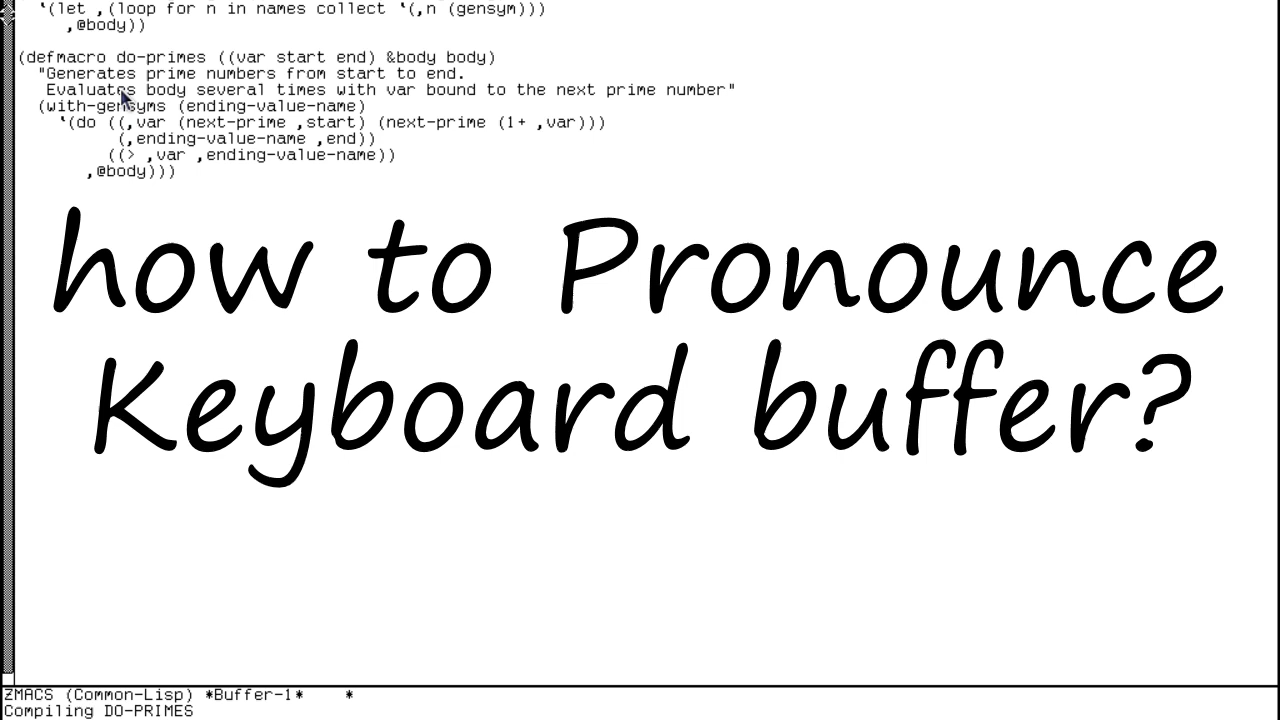 ‘(let ,(loop for n in names collect ‘(,n (gensym)))
,@body))
(defmacro do-primes ((var start end) &body body)
"Generates prime numbers from start to end.
Evaluates body several times with var bound to the next prime number"
(with-gensyms (ending-value-name)
‘(do ((,var (next-prime ,start) (next-prime (1+ ,var)))
(,ending-value-name ,end))
((> ,var ,ending-value-name))
,@body)))
how to Pronounce
Keyboard buffer?
ZMACS (Common-Lisp) *Buffer-1* *
Compiling DO-PRIMES